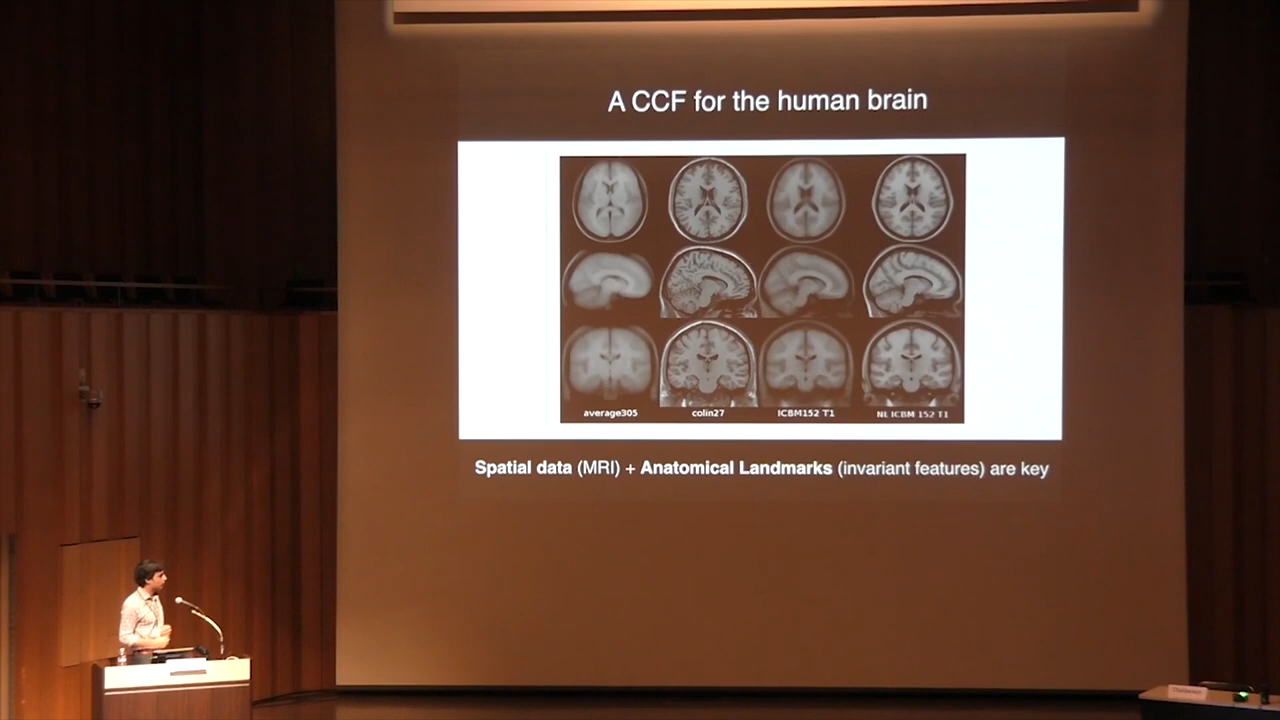 A CCF for the human brain
average305
colin27
ICBM152 T1
NL ICBM 152 T1
Spatial data (MRI) + Anatomical Landmarks (invariant features) are key